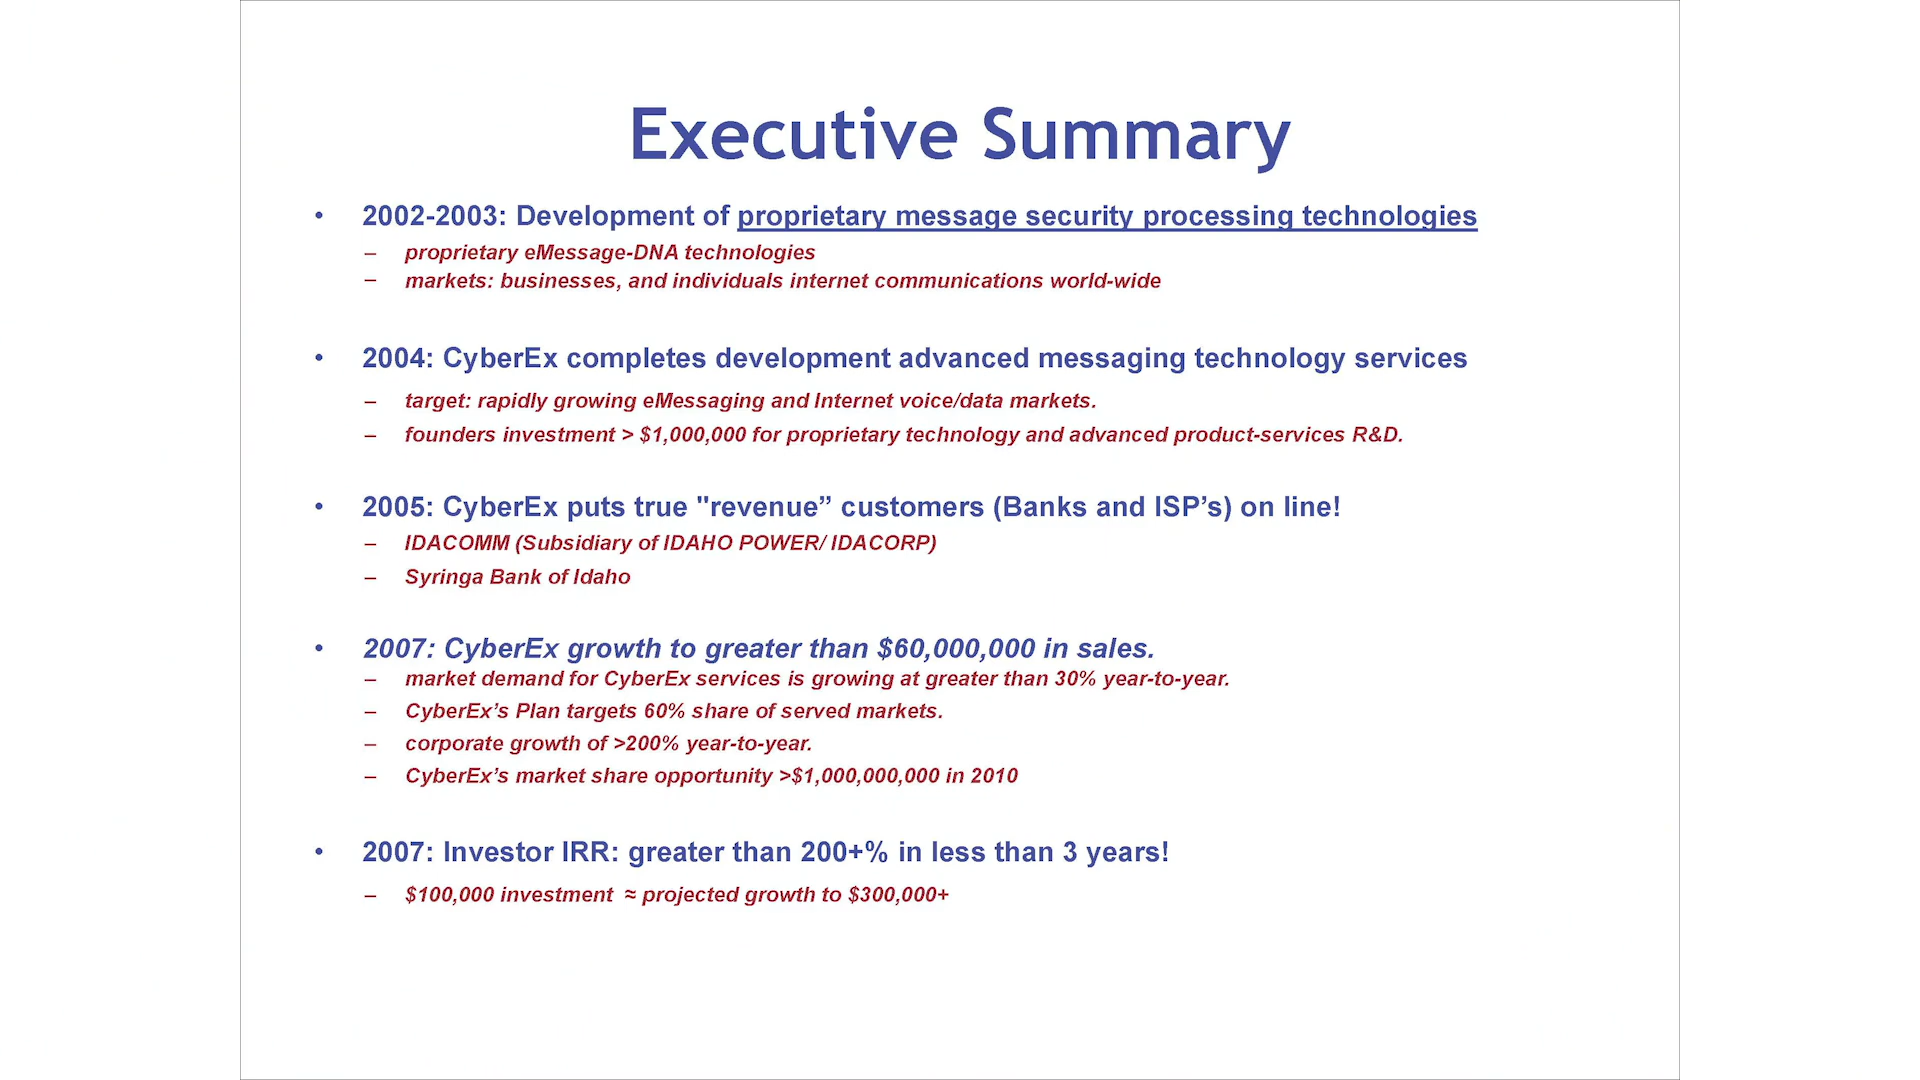 Executive Summary
• 2002-2003: Development of proprietary message security processing technologies
– proprietary eMessage-DNA technologies
– markets: businesses, and individuals internet communications world-wide
• 2004: CyberEx completes development advanced messaging technology services
– target: rapidly growing eMessaging and Internet voice/data markets.
– founders investment > $1,000,000 for proprietary technology and advanced product-services R&D.
• 2005: CyberEx puts true "revenue” customers (Banks and ISP’s) on line!
– IDACOMM (Subsidiary of IDAHO POWER/ IDACORP)
– Syringa Bank of Idaho
• 2007: CyberEx growth to greater than $60,000,000 in sales.
– market demand for CyberEx services is growing at greater than 30% year-to-year.
– CyberEx’s Plan targets 60% share of served markets.
– corporate growth of >200% year-to-year.
– CyberEx’s market share opportunity >$1,000,000,000 in 2010
• 2007: Investor IRR: greater than 200+% in less than 3 years!
– $100,000 investment ≈ projected growth to $300,000+